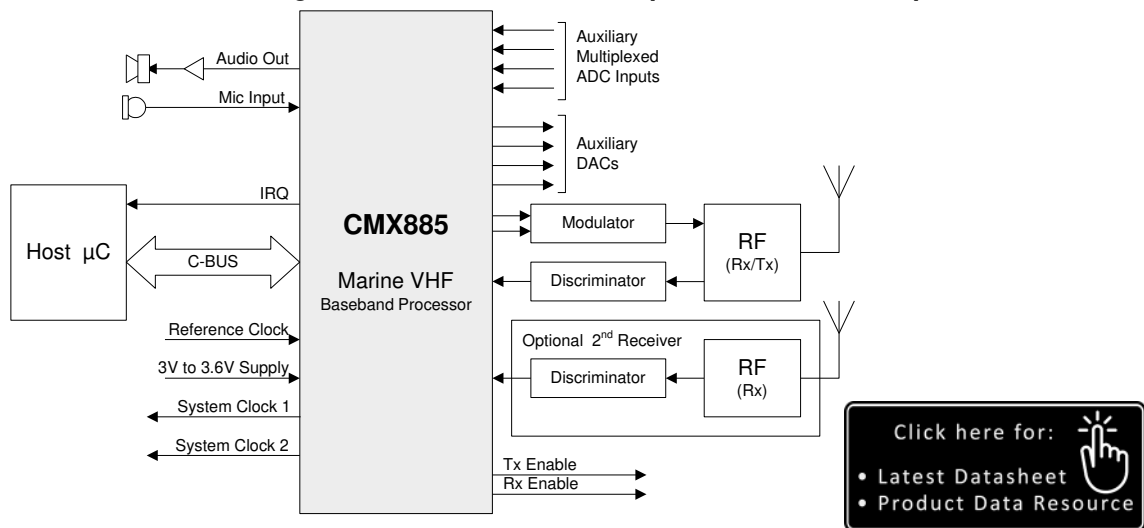 Audio Out
Mic Input
IRQ
Host µC
C-BUS
Reference Clock
3V to 3.6V Supply
System Clock 1
System Clock 2
CMX885
Marine VHF
Baseband Processor
Auxiliary
Multiplexed
ADC Inputs
Auxiliary
DACs
Modulator
Discriminator
RF
(Rx/Tx)
Optional 2nd Receiver
Discriminator
RF
(Rx)
Tx Enable
Rx Enable
Click here for:
• Latest Datasheet
• Product Data Resource